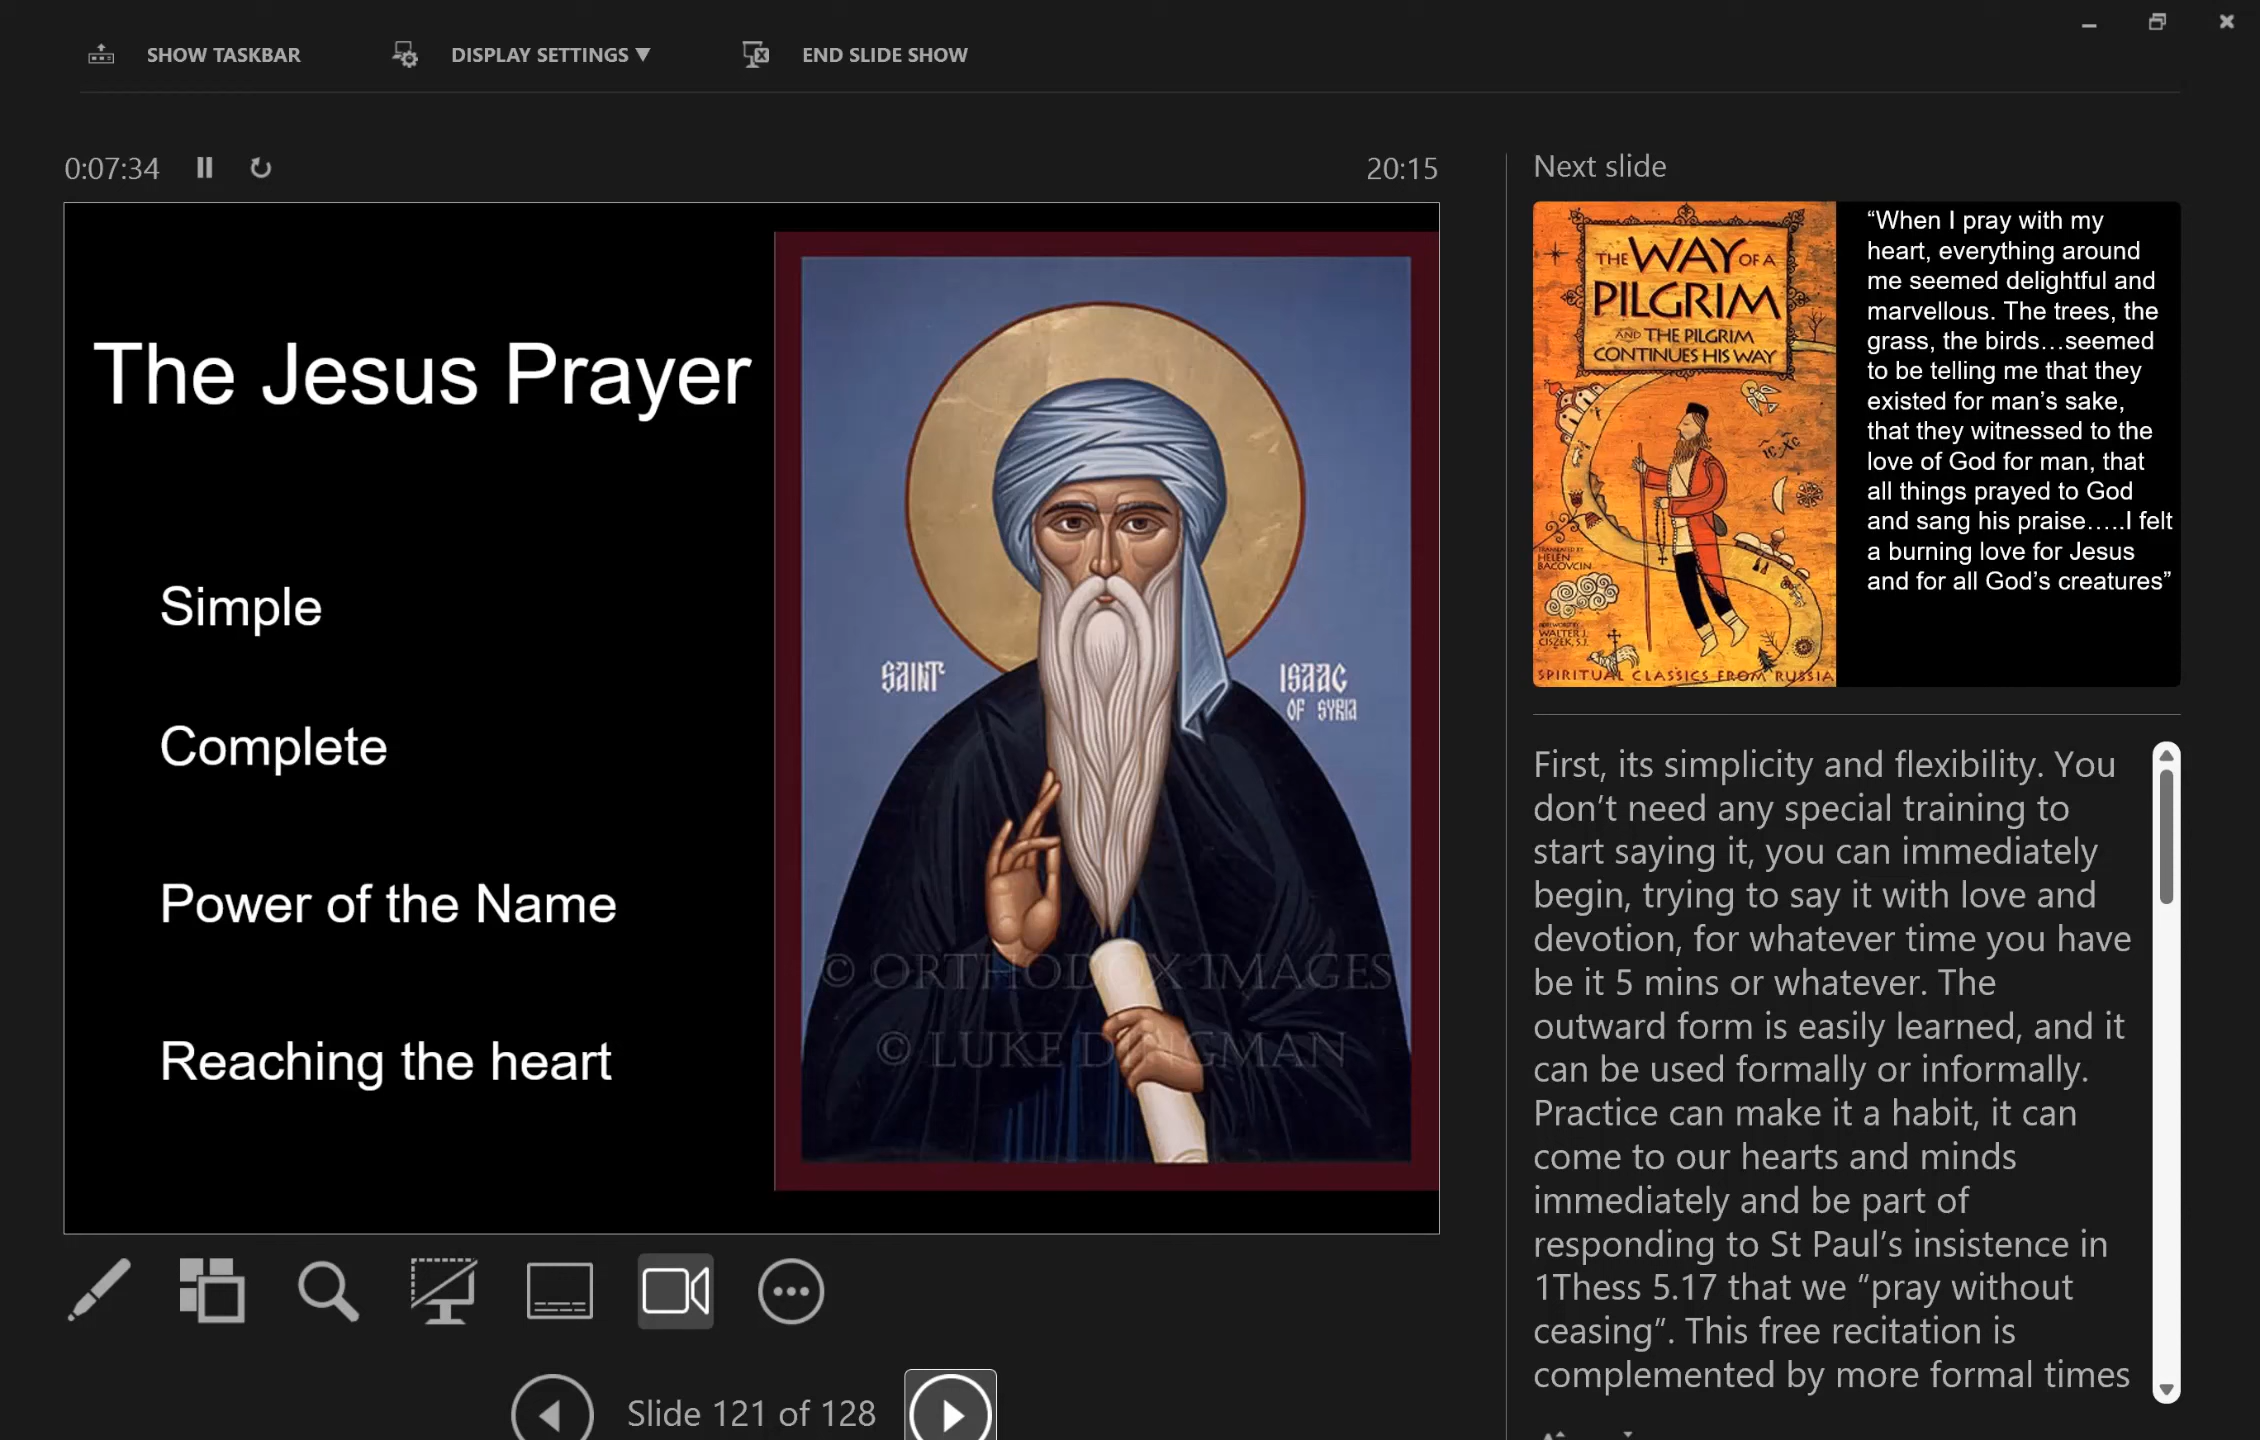 SHOW TASKBAR
DISPLAY SETTINGS ▼
END SLIDE SHOW
0:07:34
20:15
The Jesus Prayer
Simple
Complete
Power of the Name
Reaching the heart
SAINT
ISAAC
OF SYRIA
© ORTHODOX IMAGES
© LUKE DINGMAN
Slide 121 of 128
Next slide
THE WAY OF A
PILGRIM
AND THE PILGRIM
CONTINUES HIS WAY
IC XC
TRANSLATED BY
HELEN
BACOVCIN
FOREWORD BY
WALTER J.
CISZEK, S.J.
SPIRITUAL CLASSICS FROM RUSSIA
“When I pray with my
heart, everything around
me seemed delightful and
marvellous. The trees, the
grass, the birds…seemed
to be telling me that they
existed for man’s sake,
that they witnessed to the
love of God for man, that
all things prayed to God
and sang his praise…..I felt
a burning love for Jesus
and for all God’s creatures”
First, its simplicity and flexibility. You
don’t need any special training to
start saying it, you can immediately
begin, trying to say it with love and
devotion, for whatever time you have
be it 5 mins or whatever. The
outward form is easily learned, and it
can be used formally or informally.
Practice can make it a habit, it can
come to our hearts and minds
immediately and be part of
responding to St Paul’s insistence in
1Thess 5.17 that we “pray without
ceasing”. This free recitation is
complemented by more formal times